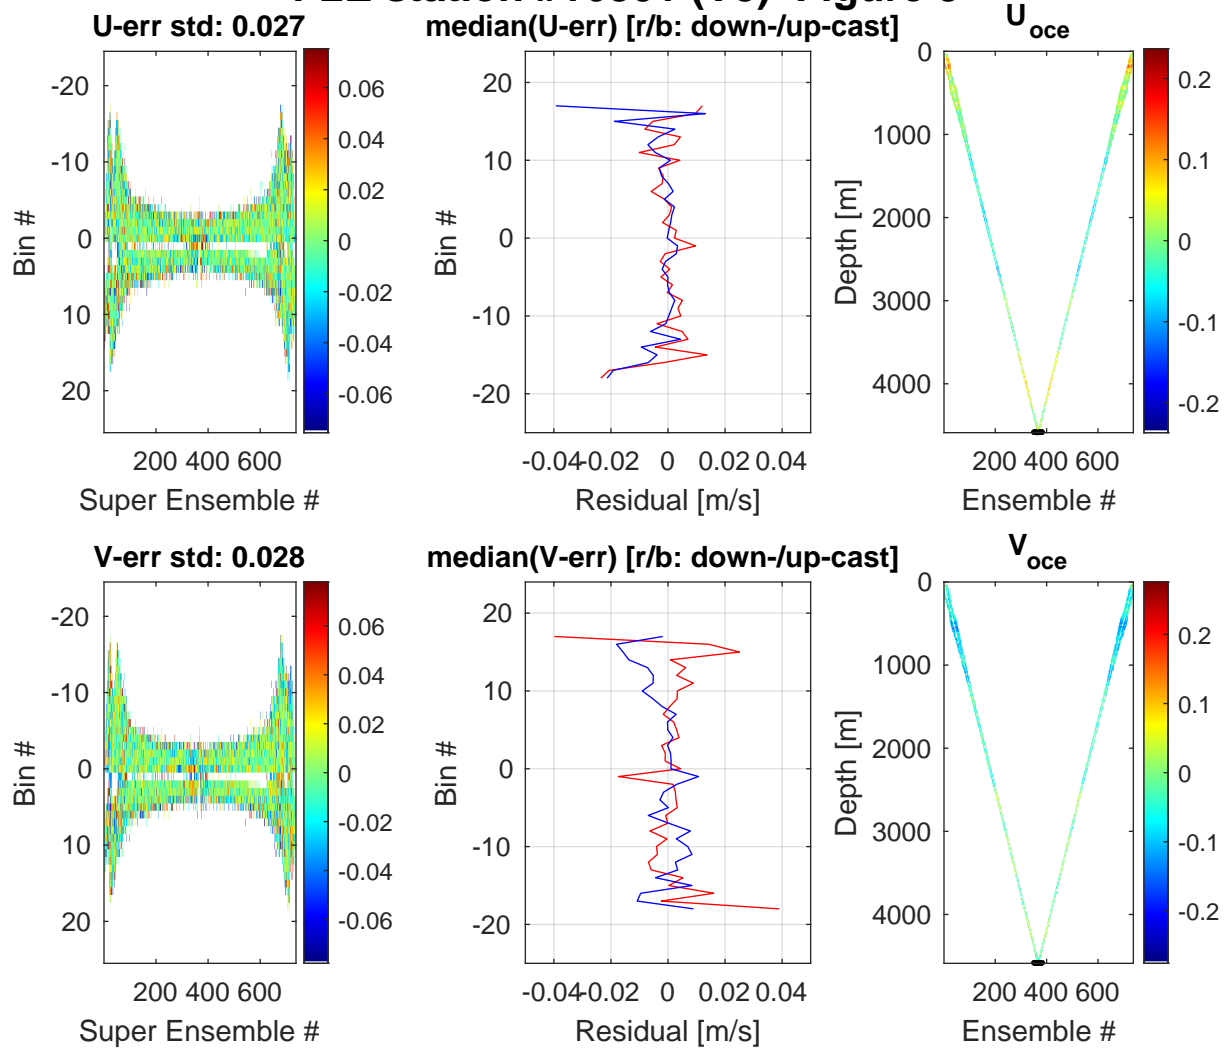 U-err std: 0.027
median(U-err) [r/b: down-/up-cast]
U oce
-20
-10
0
10
20
Bin #
200 400 600
Super Ensemble #
0.06
0.04
0.02
0
-0.02
-0.04
-0.06
20
10
0
-10
-20
Bin #
-0.04 -0.02 0 0.02 0.04
Residual [m/s]
0
1000
2000
3000
4000
Depth [m]
200 400 600
Ensemble #
0.2
0.1
0
-0.1
-0.2
V-err std: 0.028
median(V-err) [r/b: down-/up-cast]
V oce
-20
-10
0
10
20
Bin #
200 400 600
Super Ensemble #
0.06
0.04
0.02
0
-0.02
-0.04
-0.06
20
10
0
-10
-20
Bin #
-0.04 -0.02 0 0.02 0.04
Residual [m/s]
0
1000
2000
3000
4000
Depth [m]
200 400 600
Ensemble #
0.2
0.1
0
-0.1
-0.2